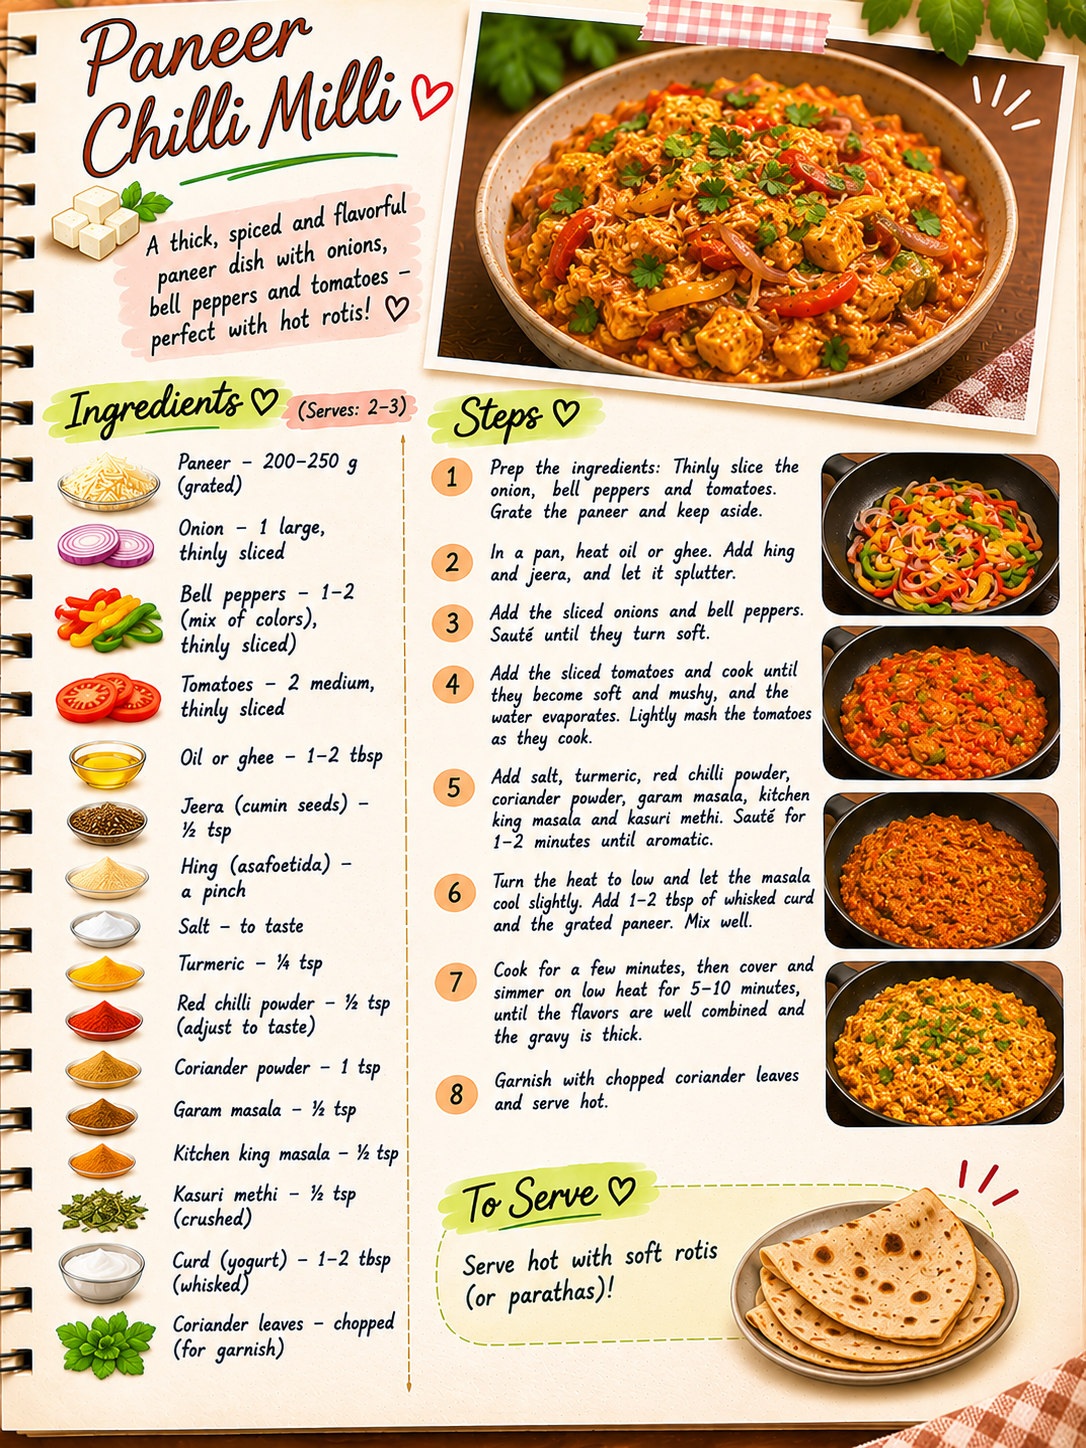 Paneer
Chilli Milli
A thick, spiced and flavorful
paneer dish with onions,
bell peppers and tomatoes –
perfect with hot rotis!
Ingredients
(Serves: 2–3)
Paneer – 200–250 g
(grated)
Onion – 1 large,
thinly sliced
Bell peppers – 1–2
(mix of colors),
thinly sliced)
Tomatoes – 2 medium,
thinly sliced
Oil or ghee – 1–2 tbsp
Jeera (cumin seeds) –
½ tsp
Hing (asafoetida) –
a pinch
Salt – to taste
Turmeric – ¼ tsp
Red chilli powder – ½ tsp
(adjust to taste)
Coriander powder – 1 tsp
Garam masala – ½ tsp
Kitchen king masala – ½ tsp
Kasuri methi – ½ tsp
(crushed)
Curd (yogurt) – 1–2 tbsp
(whisked)
Coriander leaves – chopped
(for garnish)
Steps
1 Prep the ingredients: Thinly slice the
onion, bell peppers and tomatoes.
Grate the paneer and keep aside.
2 In a pan, heat oil or ghee. Add hing
and jeera, and let it splutter.
3 Add the sliced onions and bell peppers.
Sauté until they turn soft.
4 Add the sliced tomatoes and cook until
they become soft and mushy, and the
water evaporates. Lightly mash the tomatoes
as they cook.
5 Add salt, turmeric, red chilli powder,
coriander powder, garam masala, kitchen
king masala and kasuri methi. Sauté for
1–2 minutes until aromatic.
6 Turn the heat to low and let the masala
cool slightly. Add 1–2 tbsp of whisked curd
and the grated paneer. Mix well.
7 Cook for a few minutes, then cover and
simmer on low heat for 5–10 minutes,
until the flavors are well combined and
the gravy is thick.
8 Garnish with chopped coriander leaves
and serve hot.
To Serve
Serve hot with soft rotis
(or parathas)!